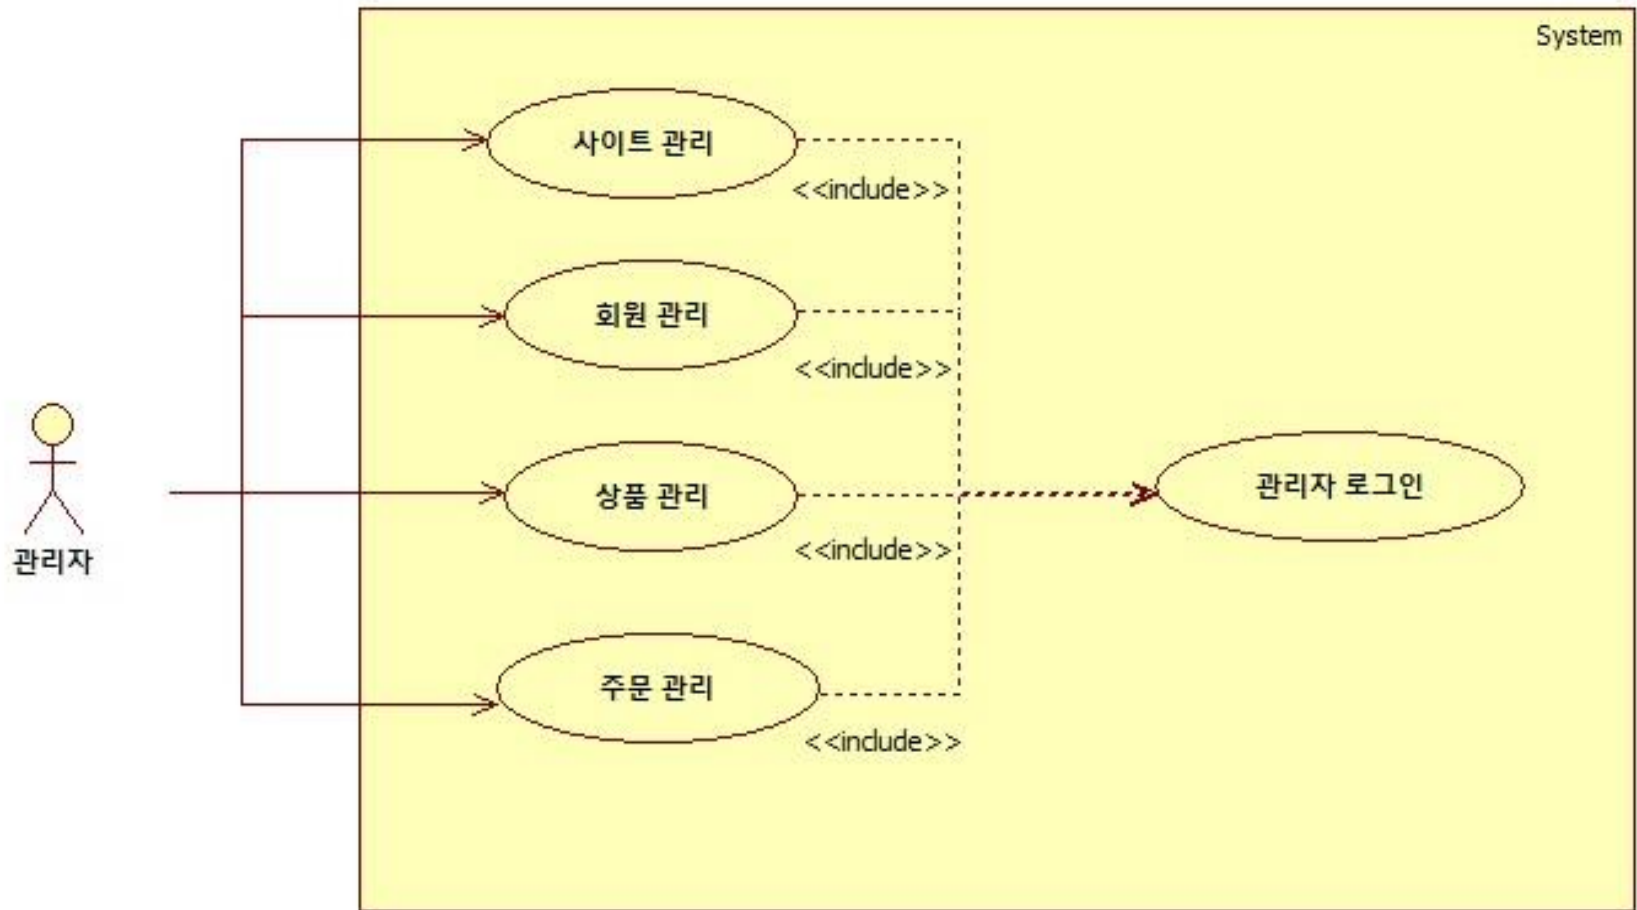 System
사이트 관리
<<include>>
회원 관리
<<include>>
상품 관리
관리자 로그인
<<include>>
관리자
주문 관리
<<include>>